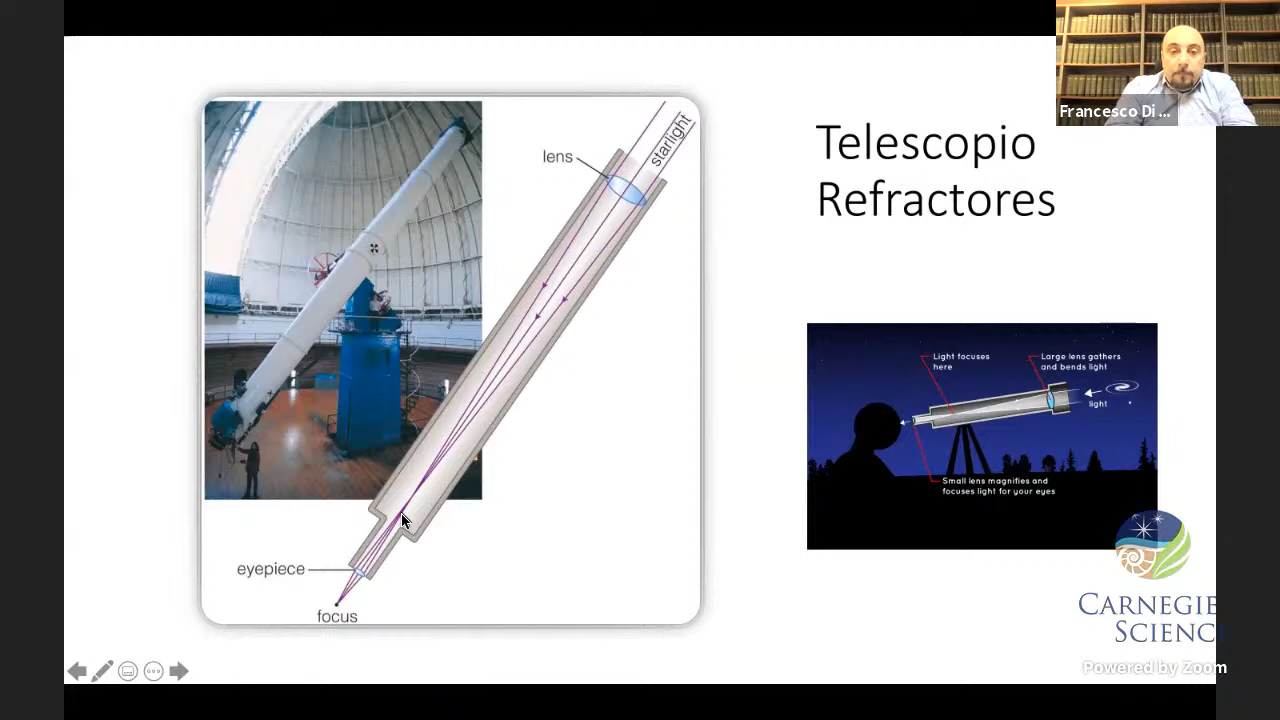 Francesco Di ...
Telescopio
Refractores
lens
starlight
eyepiece
focus
Light focuses
here
Large lens gathers
and bends light
light
Small lens magnifies and
focuses light for your eyes
CARNEGIE
SCIENC
Powered by Zoom